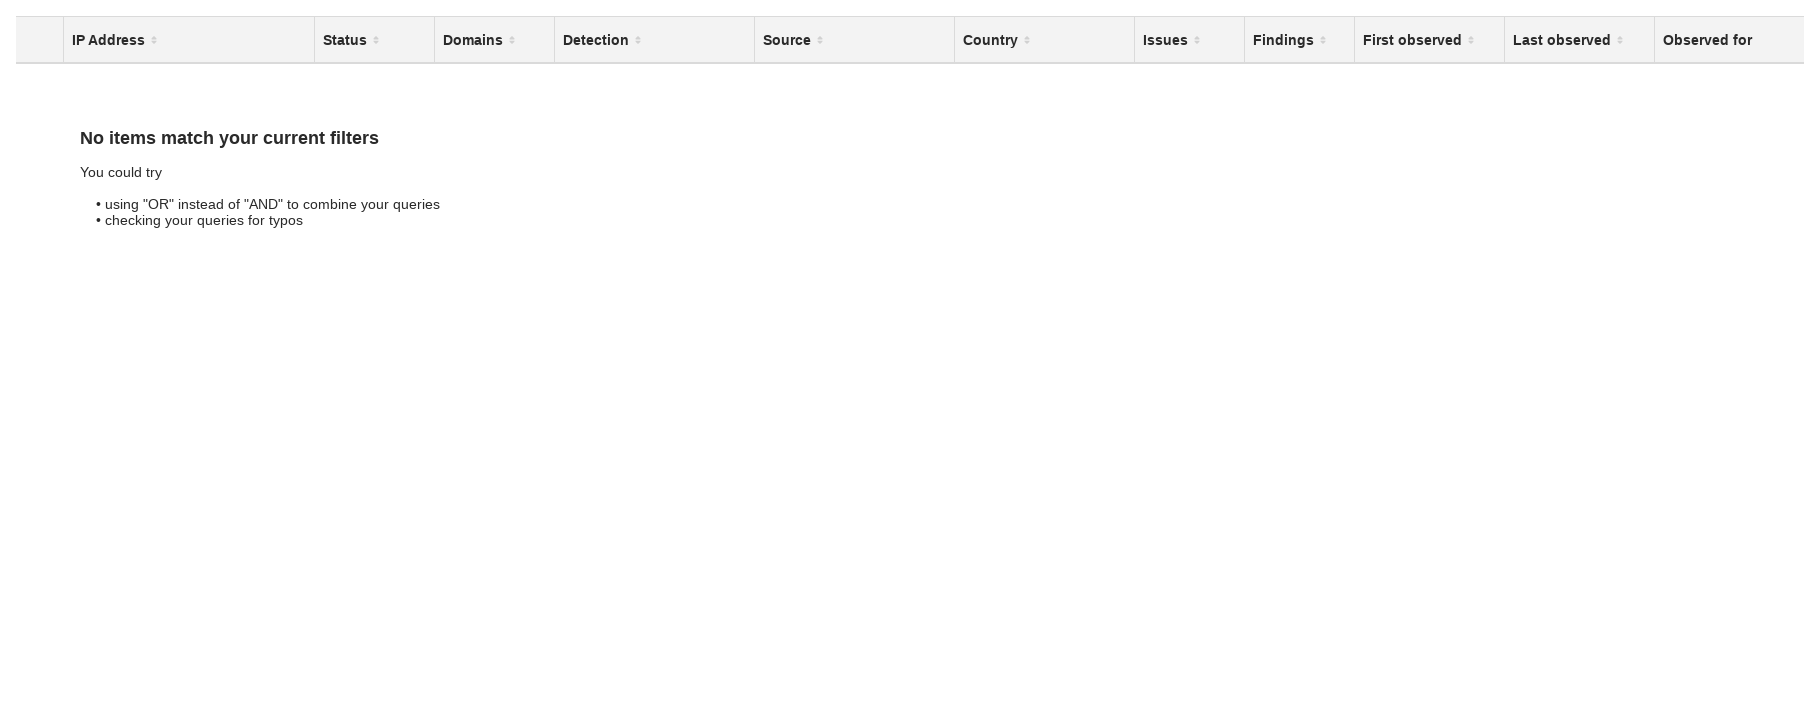 IP Address Status Domains Detection Source Country Issues Findings First observed Last observed Observed for
No items match your current filters
You could try
• using "OR" instead of "AND" to combine your queries
• checking your queries for typos